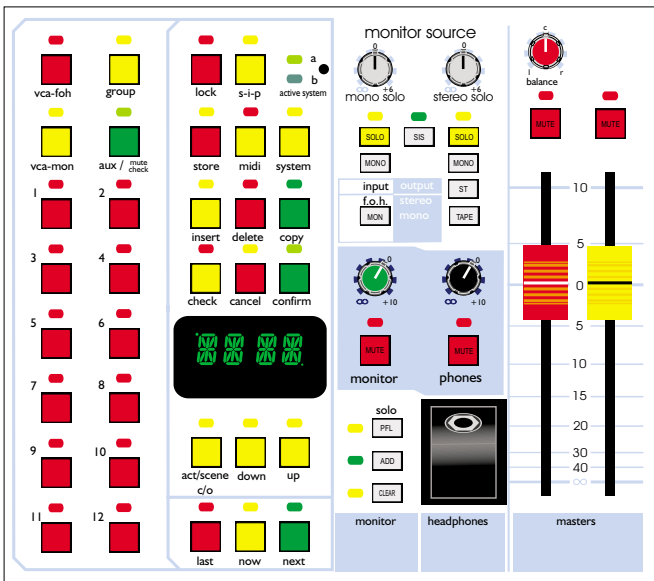 vca-foh
group
vca-mon
aux / mute check
1
2
3
4
5
6
7
8
9
10
11
12
lock
s-i-p
a
b
active system
store
midi
system
insert
delete
copy
check
cancel
confirm
act/scene
c/o
down
up
last
now
next
monitor source
0
∞
+6
mono solo
0
∞
+6
stereo solo
SOLO
SIS
SOLO
MONO
MONO
input
output
ST
f.o.h.
stereo
MON
mono
TAPE
0
∞
+10
0
∞
+10
MUTE
MUTE
monitor
phones
solo
PFL
ADD
CLEAR
monitor
headphones
c
l
r
balance
MUTE
MUTE
10
5
0
5
10
15
20
30
40
∞
masters